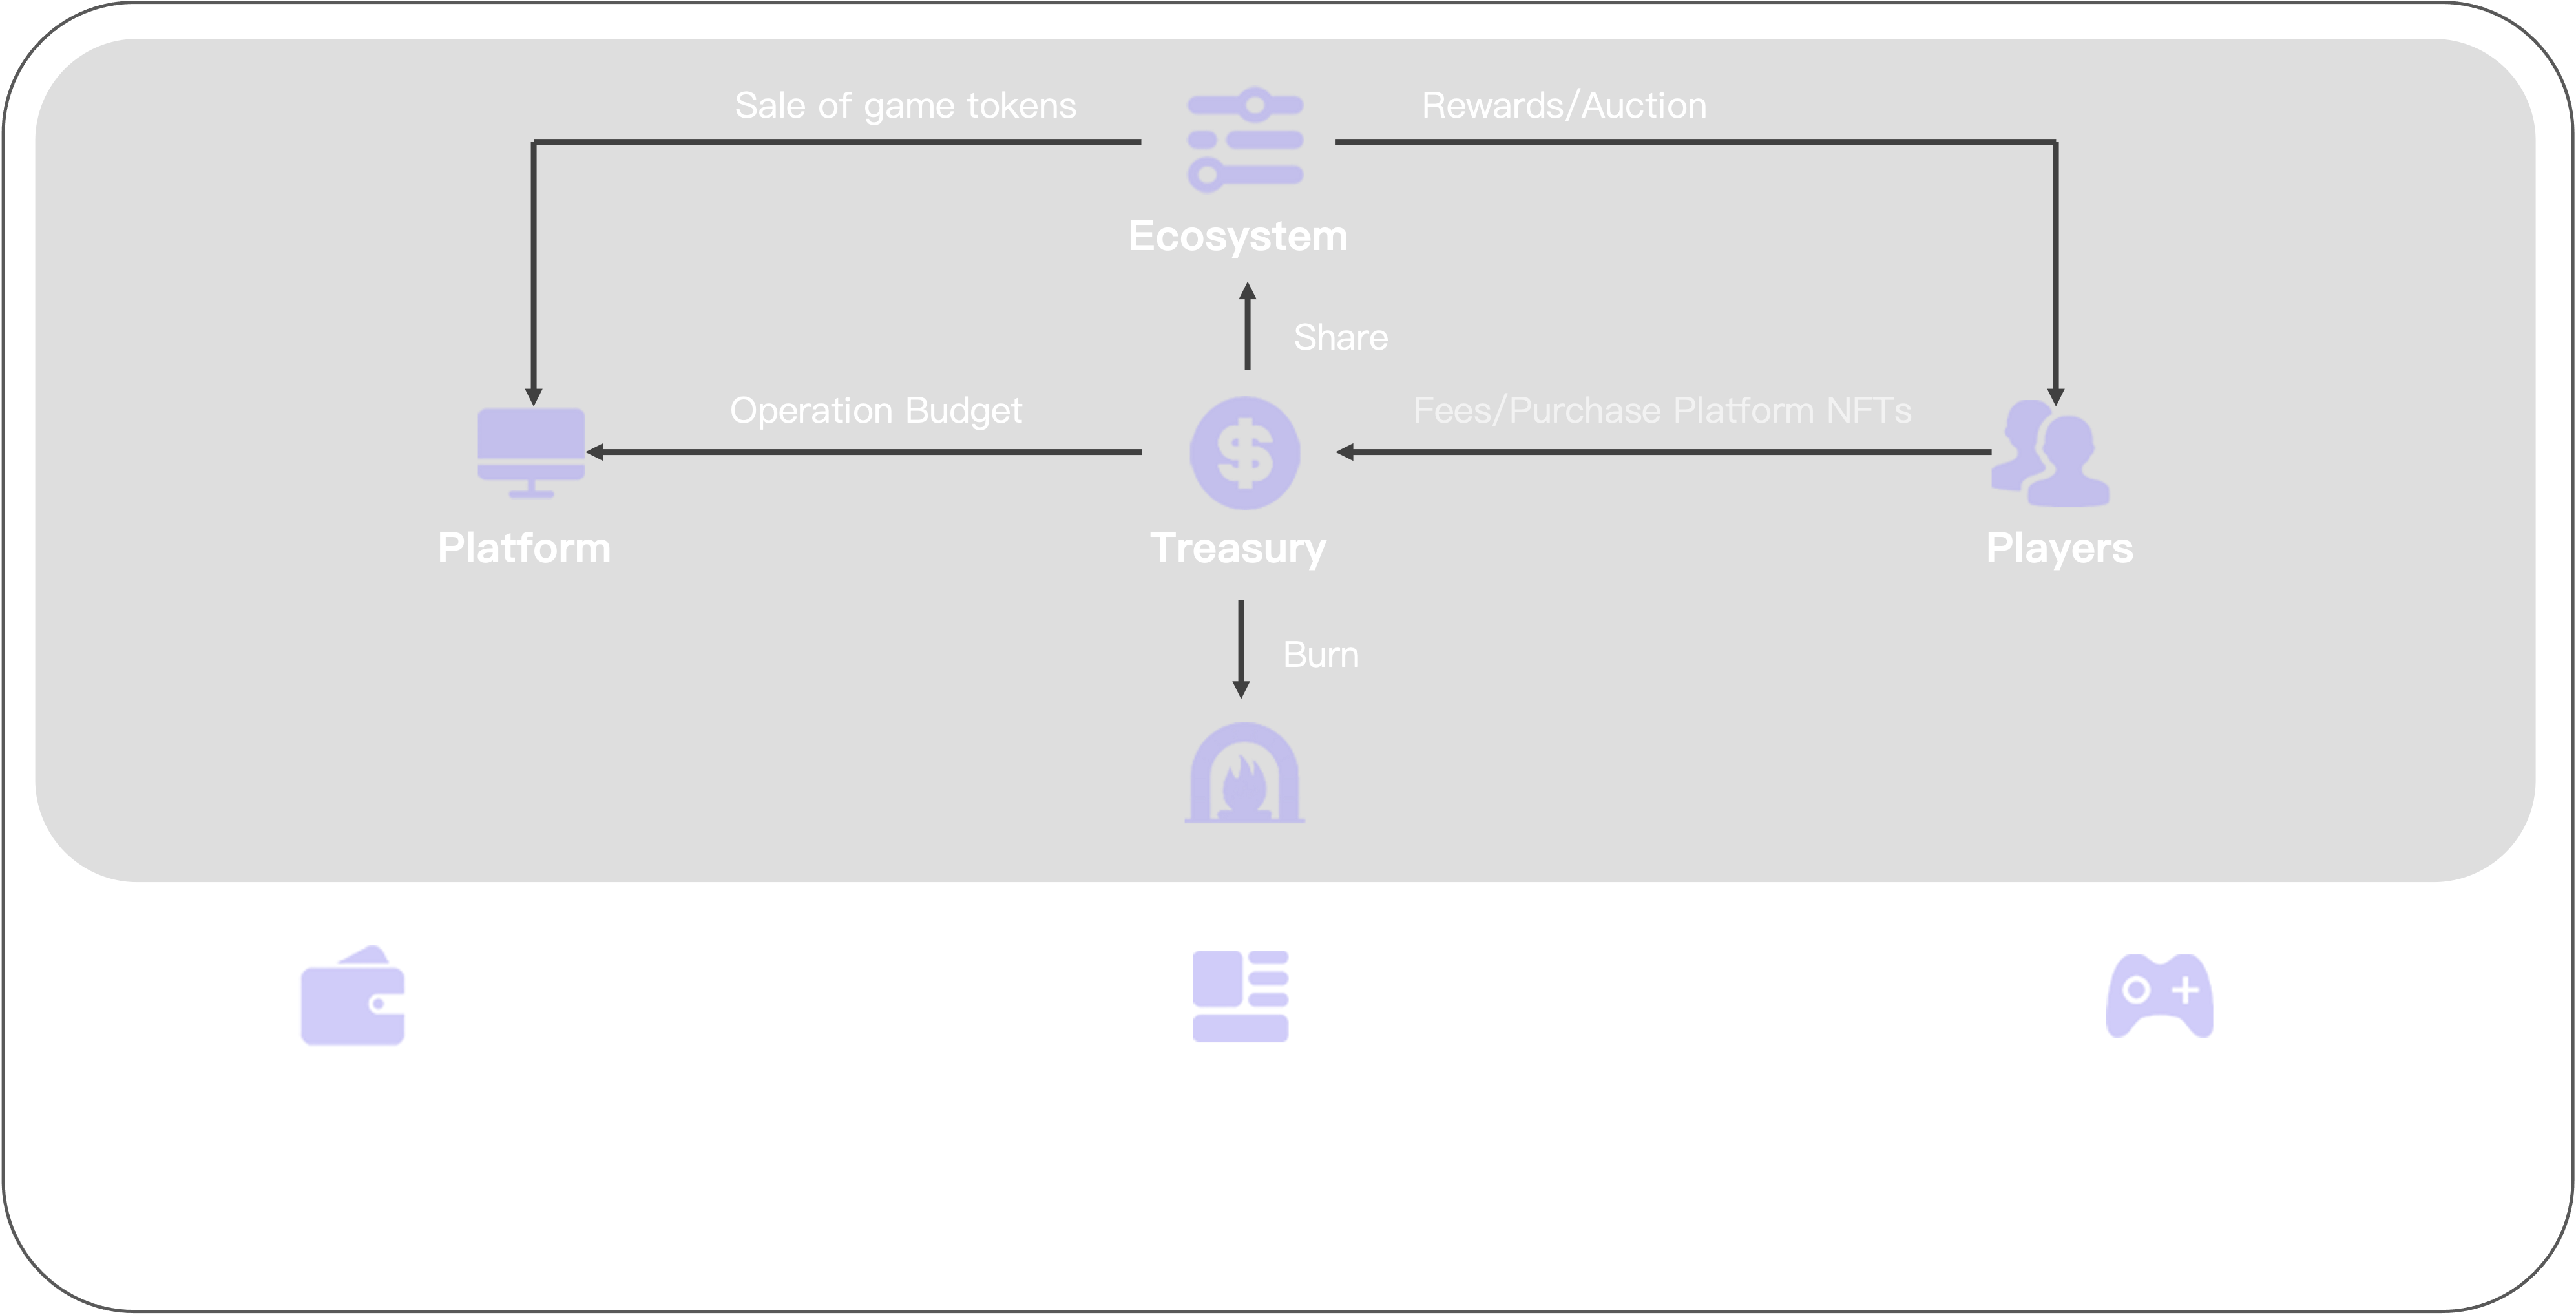 Sale of game tokens
Rewards/Auction
Ecosystem
Share
Operation Budget
Fees/Purchase Platform NFTs
Platform
Treasury
Players
Burn